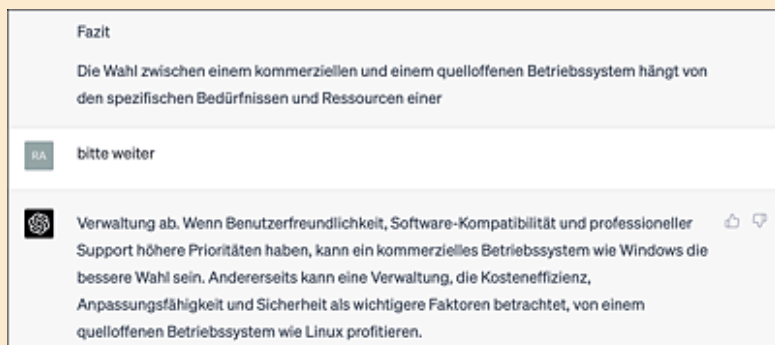 Fazit
Die Wahl zwischen einem kommerziellen und einem quelloffenen Betriebssystem hängt von
den spezifischen Bedürfnissen und Ressourcen einer
RA
bitte weiter
Verwaltung ab. Wenn Benutzerfreundlichkeit, Software-Kompatibilität und professioneller
Support höhere Prioritäten haben, kann ein kommerzielles Betriebssystem wie Windows die
bessere Wahl sein. Andererseits kann eine Verwaltung, die Kosteneffizienz,
Anpassungsfähigkeit und Sicherheit als wichtigere Faktoren betrachtet, von einem
quelloffenen Betriebssystem wie Linux profitieren.